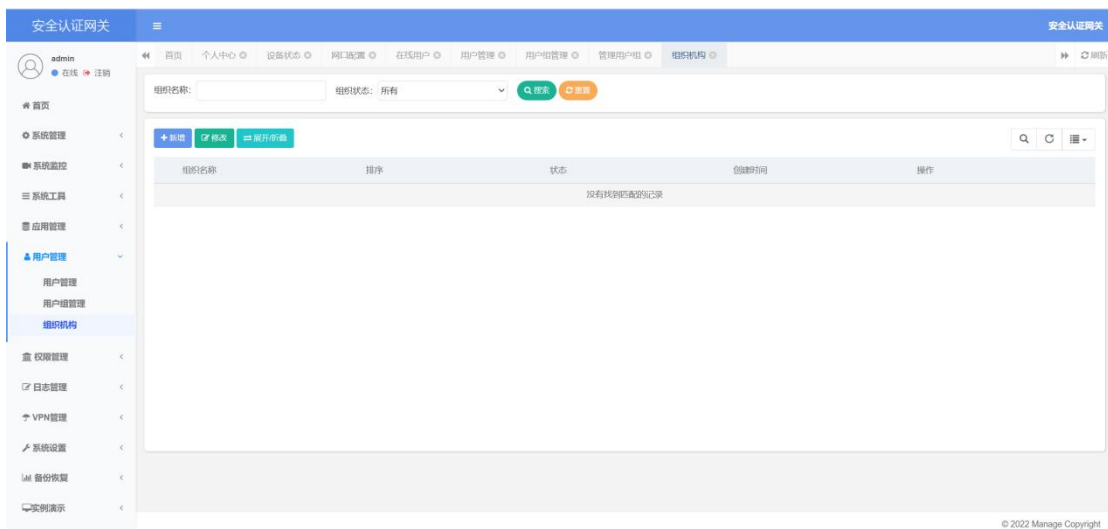 安全认证网关
安全认证网关
admin
在线 注销
首页 个人中心 设备状态 网口配置 在线用户 用户管理 用户组管理 管理用户组 组织机构 刷新
组织名称: 组织状态: 所有 搜索 重置
首页
系统管理
系统监控
系统工具
应用管理
用户管理
用户管理
用户组管理
组织机构
权限管理
日志管理
VPN管理
系统设置
备份恢复
实例演示
新增 修改 展开/折叠
组织名称 排序 状态 创建时间 操作
没有找到匹配的记录
© 2022 Manage Copyright